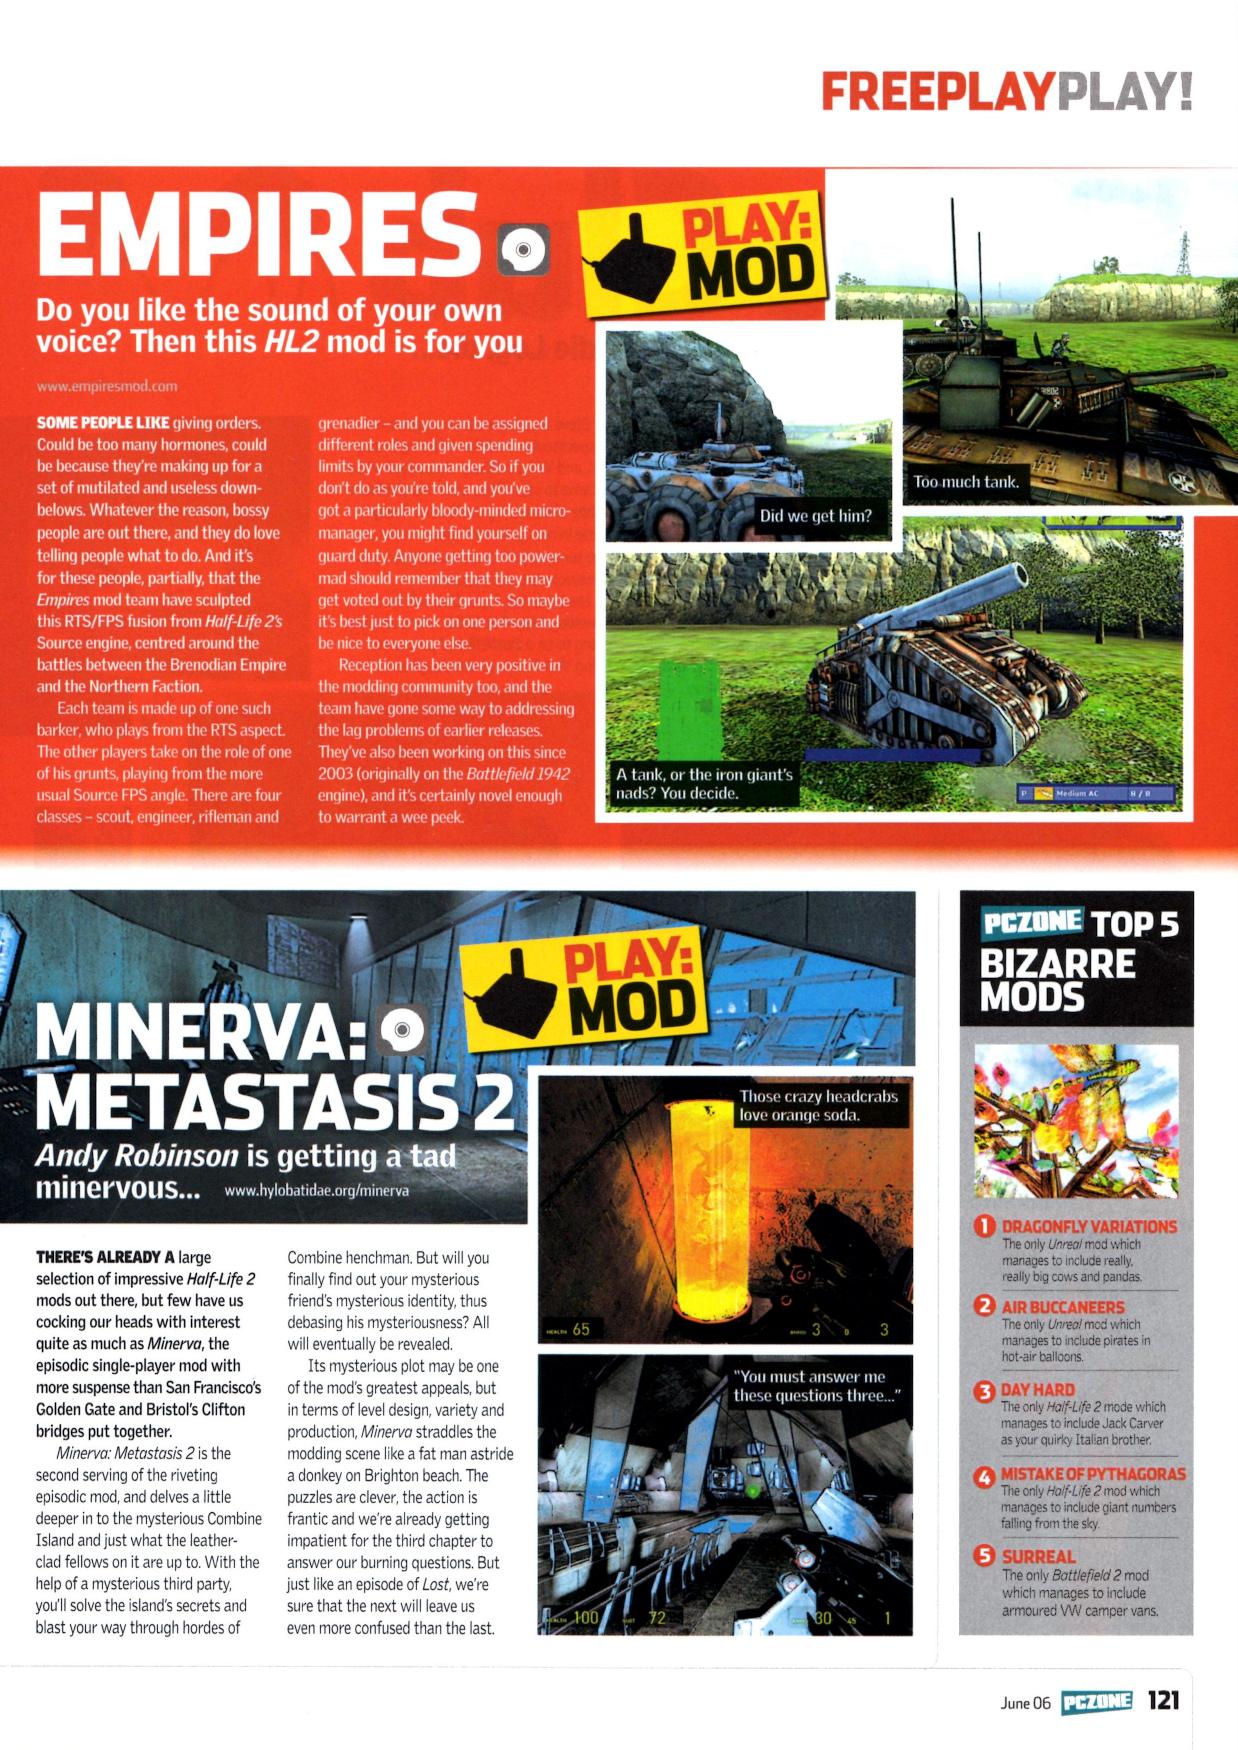 FREEPLAYPLAY!
EMPIRES
Do you like the sound of your own
voice? Then this HL2 mod is for you
www.empiresmod.com
SOME PEOPLE LIKE giving orders.
Could be too many hormones, could
be because they're making up for a
set of mutilated and useless down-
belows. Whatever the reason, bossy
people are out there, and they do love
telling people what to do. And it's
for these people, partially, that the
Empires mod team have sculpted
this RTS/FPS fusion from Half-Life 2's
Source engine, centred around the
battles between the Brenodian Empire
and the Northern Faction.
Each team is made up of one such
barker, who plays from the RTS aspect.
The other players take on the role of one
of his grunts, playing from the more
usual Source FPS angle. There are four
classes – scout, engineer, rifleman and
grenadier – and you can be assigned
different roles and given spending
limits by your commander. So if you
don't do as you're told, and you've
got a particularly bloody-minded micro-
manager, you might find yourself on
guard duty. Anyone getting too power-
mad should remember that they may
get voted out by their grunts. So maybe
it's best just to pick on one person and
be nice to everyone else.
Reception has been very positive in
the modding community too, and the
team have gone some way to addressing
the lag problems of earlier releases.
They've also been working on this since
2003 (originally on the Battlefield 1942
engine), and it's certainly novel enough
to warrant a wee peek.
PLAY:
MOD
Did we get him?
Too much tank.
A tank, or the iron giant's
nads? You decide.
P Medium AC 8 / 8
MINERVA:
METASTASIS 2
Andy Robinson is getting a tad
minervous... www.hylobatidae.org/minerva
PLAY:
MOD
THERE'S ALREADY A large
selection of impressive Half-Life 2
mods out there, but few have us
cocking our heads with interest
quite as much as Minerva, the
episodic single-player mod with
more suspense than San Francisco's
Golden Gate and Bristol's Clifton
bridges put together.
Minerva: Metastasis 2 is the
second serving of the riveting
episodic mod, and delves a little
deeper in to the mysterious Combine
Island and just what the leather-
clad fellows on it are up to. With the
help of a mysterious third party,
you'll solve the island's secrets and
blast your way through hordes of
Combine henchman. But will you
finally find out your mysterious
friend's mysterious identity, thus
debasing his mysteriousness? All
will eventually be revealed.
Its mysterious plot may be one
of the mod's greatest appeals, but
in terms of level design, variety and
production, Minerva straddles the
modding scene like a fat man astride
a donkey on Brighton beach. The
puzzles are clever, the action is
frantic and we're already getting
impatient for the third chapter to
answer our burning questions. But
just like an episode of Lost, we're
sure that the next will leave us
even more confused than the last.
Those crazy headcrabs
love orange soda.
HEALTH 65 3 3
"You must answer me
these questions three..."
HEALTH 100 SUIT 72 30 45 1
PCZONE TOP 5
BIZARRE
MODS
1 DRAGONFLY VARIATIONS
The only Unreal mod which
manages to include really,
really big cows and pandas.
2 AIR BUCCANEERS
The only Unreal mod which
manages to include pirates in
hot-air balloons.
3 DAY HARD
The only Half-Life 2 mode which
manages to include Jack Carver
as your quirky Italian brother.
4 MISTAKE OF PYTHAGORAS
The only Half-Life 2 mod which
manages to include giant numbers
falling from the sky.
5 SURREAL
The only Battlefield 2 mod
which manages to include
armoured VW camper vans.
June 06 PCZONE 121